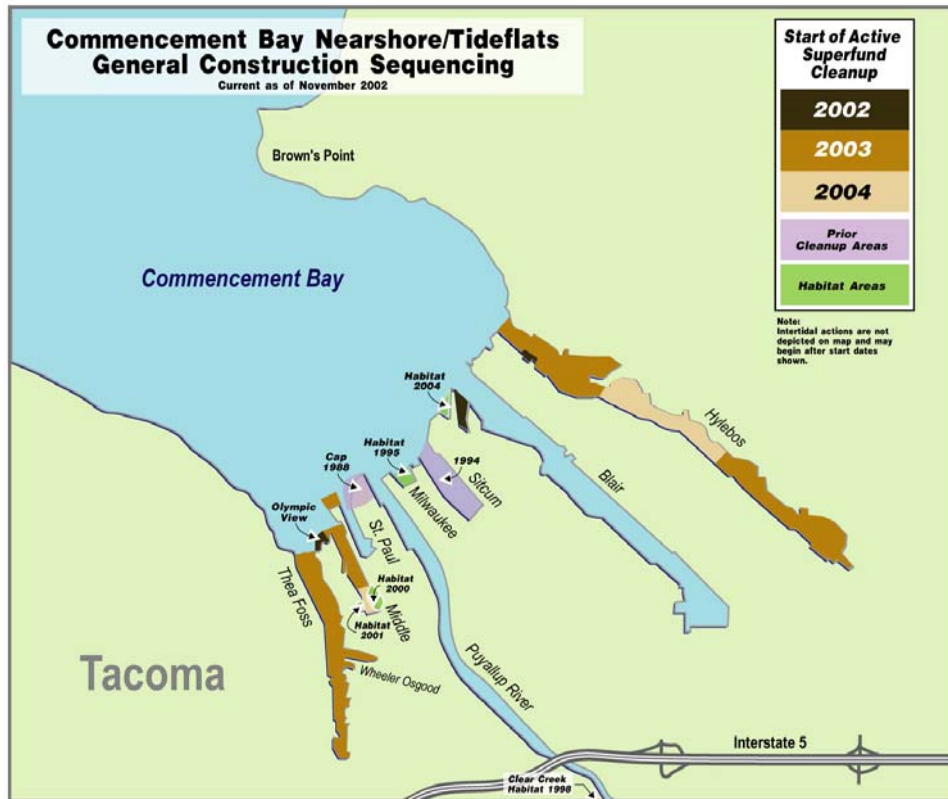 Commencement Bay Nearshore/Tideflats
General Construction Sequencing
Current as of November 2002
Start of Active
Superfund
Cleanup
2002
2003
2004
Prior
Cleanup Areas
Habitat Areas
Note:
Intertidal actions are not
depicted on map and may
begin after start dates
shown.
Brown's Point
Commencement Bay
Habitat
2004
Hylebos
Habitat
1995
Cap
1988
1994
Sitcum
Blair
Milwaukee
Olympic
View
St. Paul
Thea Foss
Habitat
2000
Middle
Habitat
2001
Tacoma
Wheeler Osgood
Puyallup River
Interstate 5
Clear Creek
Habitat 1998